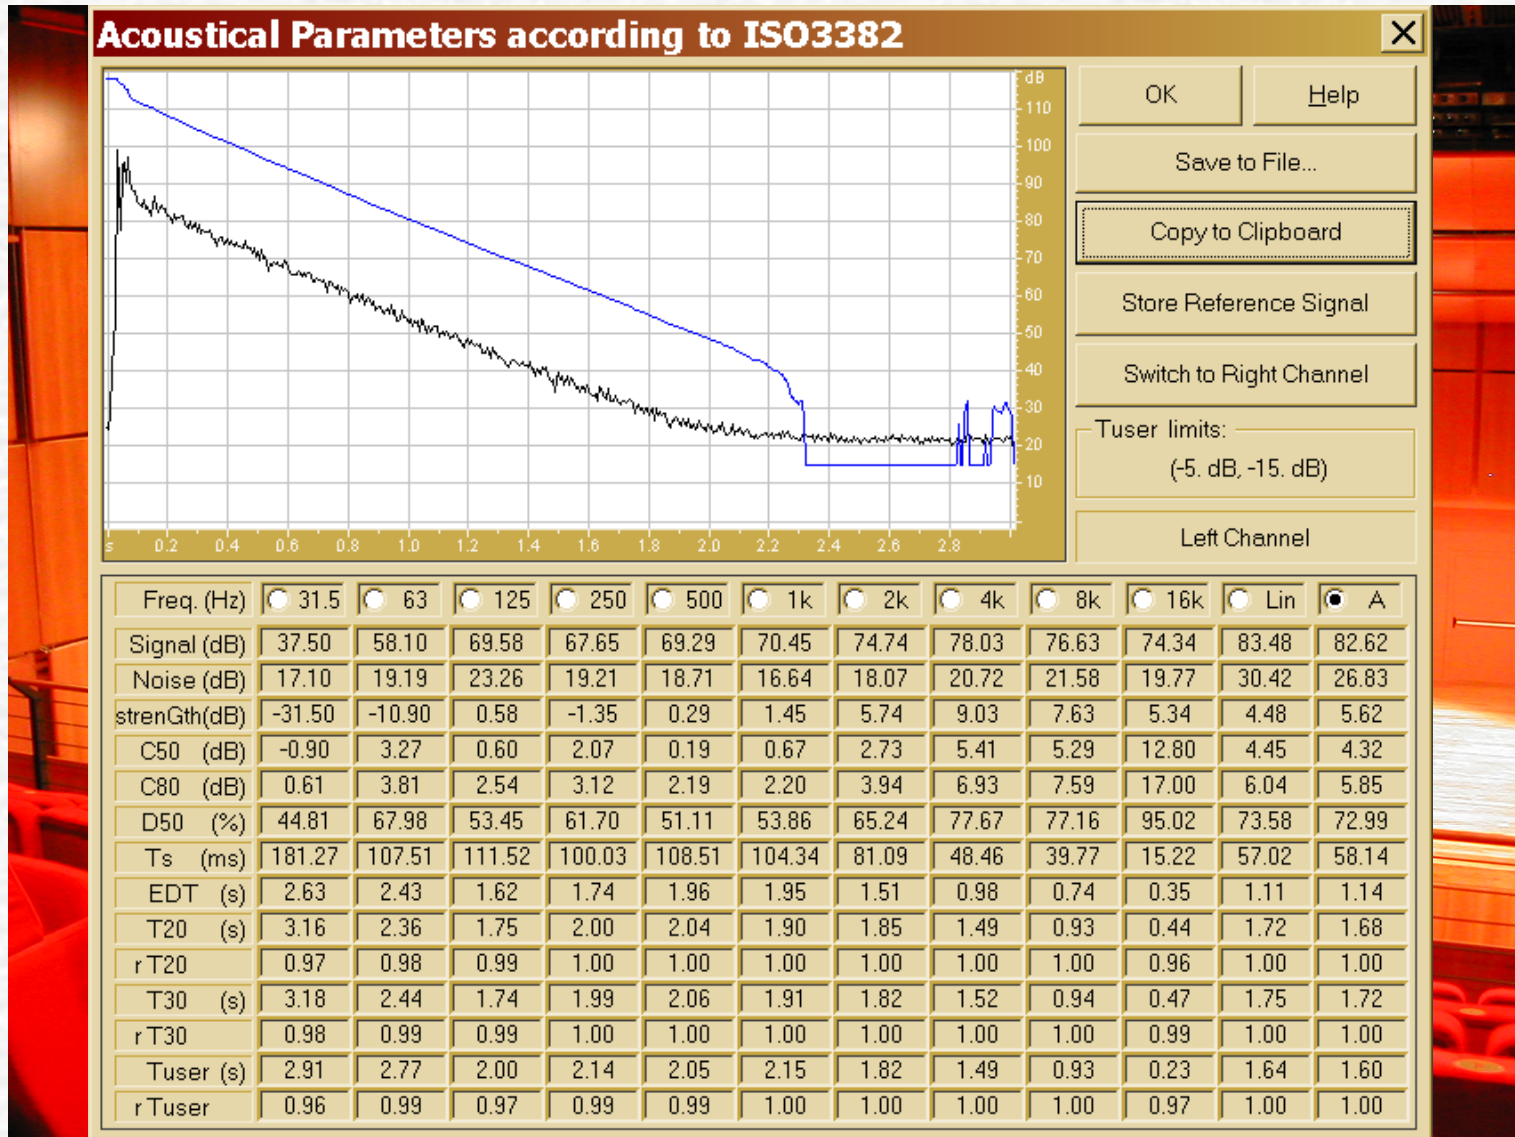 Acoustical Parameters according to ISO3382
dB
110
100
90
80
70
60
50
40
30
20
10
s 0.2 0.4 0.6 0.8 1.0 1.2 1.4 1.6 1.8 2.0 2.2 2.4 2.6 2.8
OK Help
Save to File...
Copy to Clipboard
Store Reference Signal
Switch to Right Channel
Tuser limits:
(-5. dB, -15. dB)
Left Channel
Freq. (Hz) 31.5 63 125 250 500 1k 2k 4k 8k 16k Lin A
Signal (dB) 37.50 58.10 69.58 67.65 69.29 70.45 74.74 78.03 76.63 74.34 83.48 82.62
Noise (dB) 17.10 19.19 23.26 19.21 18.71 16.64 18.07 20.72 21.58 19.77 30.42 26.83
strenGth(dB) -31.50 -10.90 0.58 -1.35 0.29 1.45 5.74 9.03 7.63 5.34 4.48 5.62
C50 (dB) -0.90 3.27 0.60 2.07 0.19 0.67 2.73 5.41 5.29 12.80 4.45 4.32
C80 (dB) 0.61 3.81 2.54 3.12 2.19 2.20 3.94 6.93 7.59 17.00 6.04 5.85
D50 (%) 44.81 67.98 53.45 61.70 51.11 53.86 65.24 77.67 77.16 95.02 73.58 72.99
Ts (ms) 181.27 107.51 111.52 100.03 108.51 104.34 81.09 48.46 39.77 15.22 57.02 58.14
EDT (s) 2.63 2.43 1.62 1.74 1.96 1.95 1.51 0.98 0.74 0.35 1.11 1.14
T20 (s) 3.16 2.36 1.75 2.00 2.04 1.90 1.85 1.49 0.93 0.44 1.72 1.68
r T20 0.97 0.98 0.99 1.00 1.00 1.00 1.00 1.00 1.00 0.96 1.00 1.00
T30 (s) 3.18 2.44 1.74 1.99 2.06 1.91 1.82 1.52 0.94 0.47 1.75 1.72
r T30 0.98 0.99 0.99 1.00 1.00 1.00 1.00 1.00 1.00 0.99 1.00 1.00
Tuser (s) 2.91 2.77 2.00 2.14 2.05 2.15 1.82 1.49 0.93 0.23 1.64 1.60
r Tuser 0.96 0.99 0.97 0.99 0.99 1.00 1.00 1.00 1.00 0.97 1.00 1.00